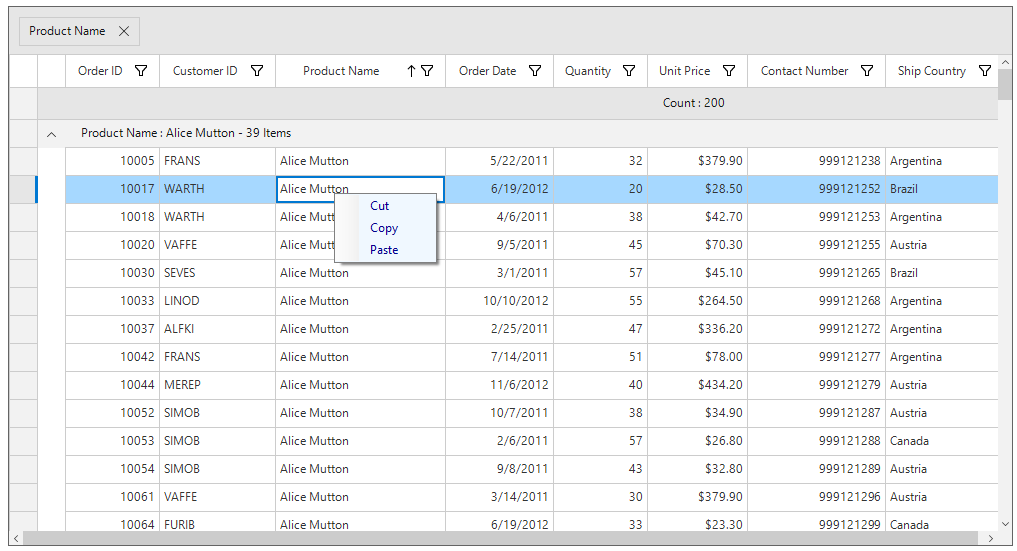 Product Name
Order ID Customer ID Product Name Order Date Quantity Unit Price Contact Number Ship Country
Count : 200
Product Name : Alice Mutton - 39 Items
10005 FRANS Alice Mutton 5/22/2011 32 $379.90 999121238 Argentina
10017 WARTH Alice Mutton 6/19/2012 20 $28.50 999121252 Brazil
Cut
10018 WARTH Alice Mutt 4/6/2011 38 $42.70 999121253 Argentina
Copy
10020 VAFFE Alice Mutt 9/5/2011 45 $70.30 999121255 Austria
Paste
10030 SEVES Alice Mutton 3/1/2011 57 $45.10 999121265 Brazil
10033 LINOD Alice Mutton 10/10/2012 55 $264.50 999121268 Argentina
10037 ALFKI Alice Mutton 2/25/2011 47 $336.20 999121272 Argentina
10042 FRANS Alice Mutton 7/14/2011 51 $78.00 999121277 Argentina
10044 MEREP Alice Mutton 11/6/2012 40 $434.20 999121279 Austria
10052 SIMOB Alice Mutton 10/7/2011 38 $34.90 999121287 Austria
10053 SIMOB Alice Mutton 2/6/2011 57 $26.80 999121288 Canada
10054 SIMOB Alice Mutton 9/8/2011 43 $32.80 999121289 Austria
10061 VAFFE Alice Mutton 3/14/2011 30 $379.90 999121296 Austria
10064 FURIB Alice Mutton 6/19/2012 33 $23.30 999121299 Canada